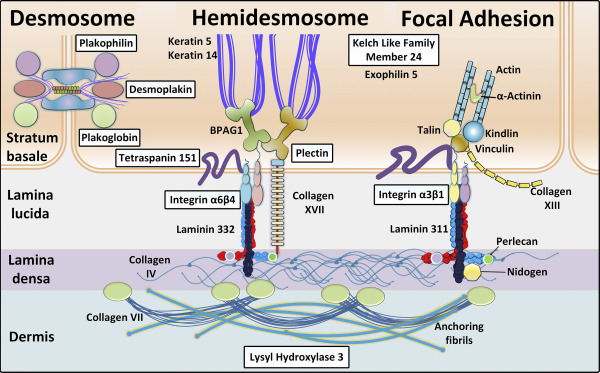 Desmosome
Hemidesmosome
Focal Adhesion
Plakophilin
Desmoplakin
Plakoglobin
Stratum
basale
Keratin 5
Keratin 14
BPAG1
Tetraspanin 151
Plectin
Kelch Like Family
Member 24
Exophilin 5
Actin
α-Actinin
Talin
Kindlin
Vinculin
Lamina
lucida
Integrin α6β4
Laminin 332
Collagen
XVII
Integrin α3β1
Laminin 311
Collagen
XIII
Perlecan
Lamina
densa
Collagen
IV
Nidogen
Dermis
Collagen VII
Anchoring
fibrils
Lysyl Hydroxylase 3